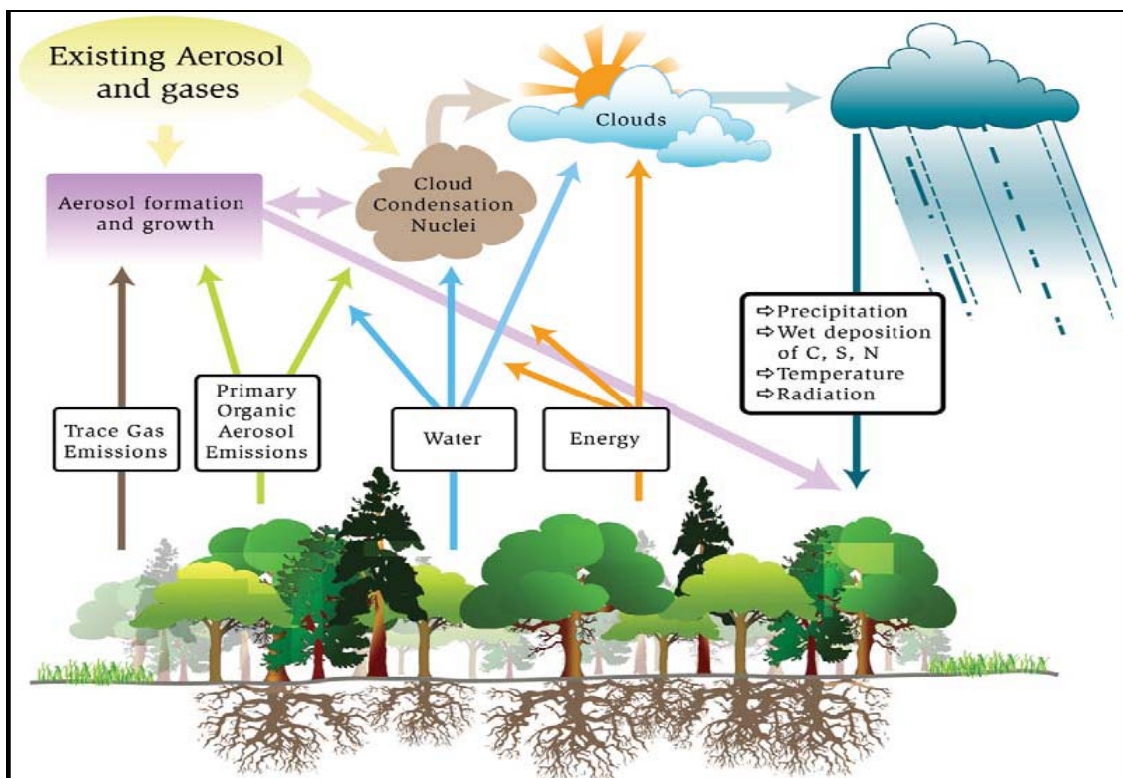 Existing Aerosol
and gases
Clouds
Aerosol formation
and growth
Cloud
Condensation
Nuclei
⇨Precipitation
⇨Wet deposition
of C, S, N
⇨Temperature
⇨Radiation
Trace Gas
Emissions
Primary
Organic
Aerosol
Emissions
Water
Energy